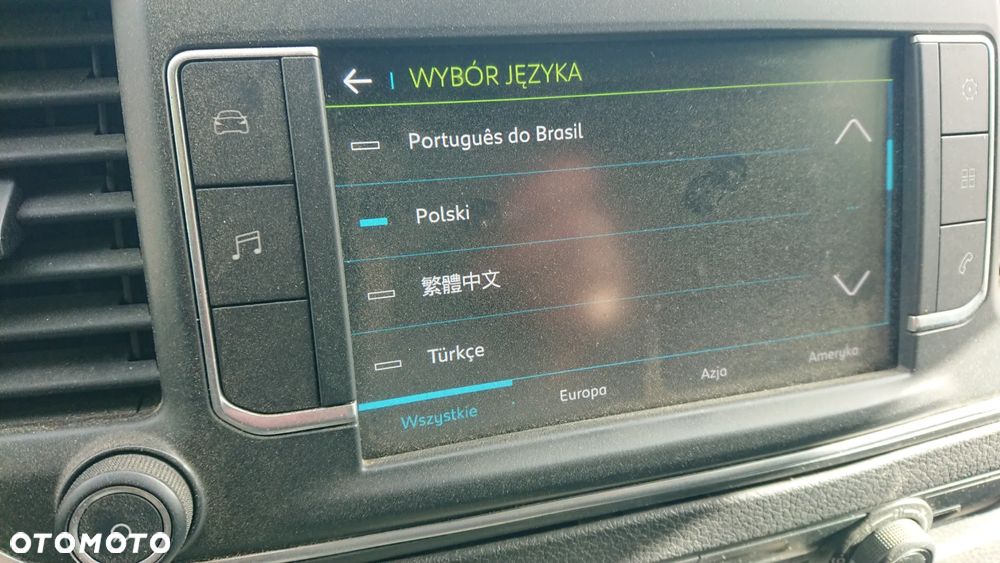 WYBÓR JĘZYKA
Português do Brasil
Polski
繁體中文
Türkçe
Wszystkie
Europa
Azja
Ameryka
OTOMOTO